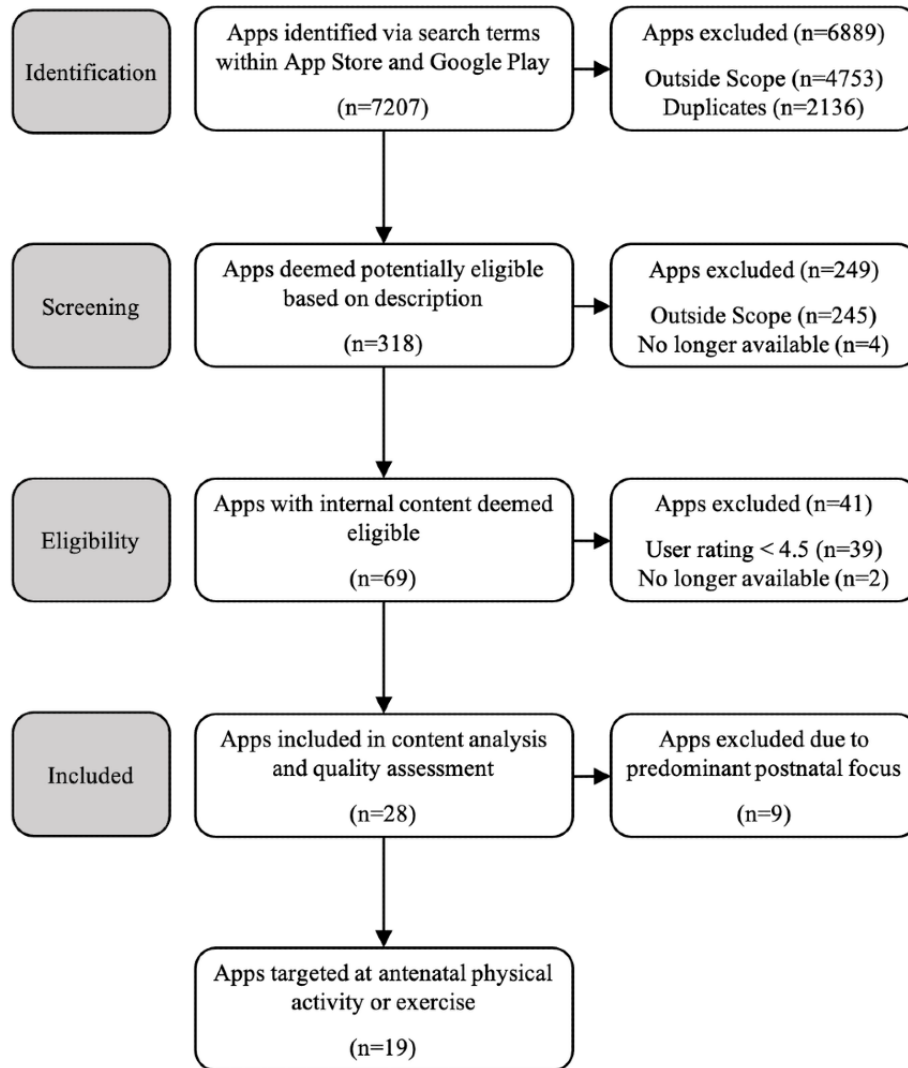 Identification
Apps identified via search terms
within App Store and Google Play
(n=7207)
Apps excluded (n=6889)
Outside Scope (n=4753)
Duplicates (n=2136)
Screening
Apps deemed potentially eligible
based on description
(n=318)
Apps excluded (n=249)
Outside Scope (n=245)
No longer available (n=4)
Eligibility
Apps with internal content deemed
eligible
(n=69)
Apps excluded (n=41)
User rating < 4.5 (n=39)
No longer available (n=2)
Included
Apps included in content analysis
and quality assessment
(n=28)
Apps excluded due to
predominant postnatal focus
(n=9)
Apps targeted at antenatal physical
activity or exercise
(n=19)